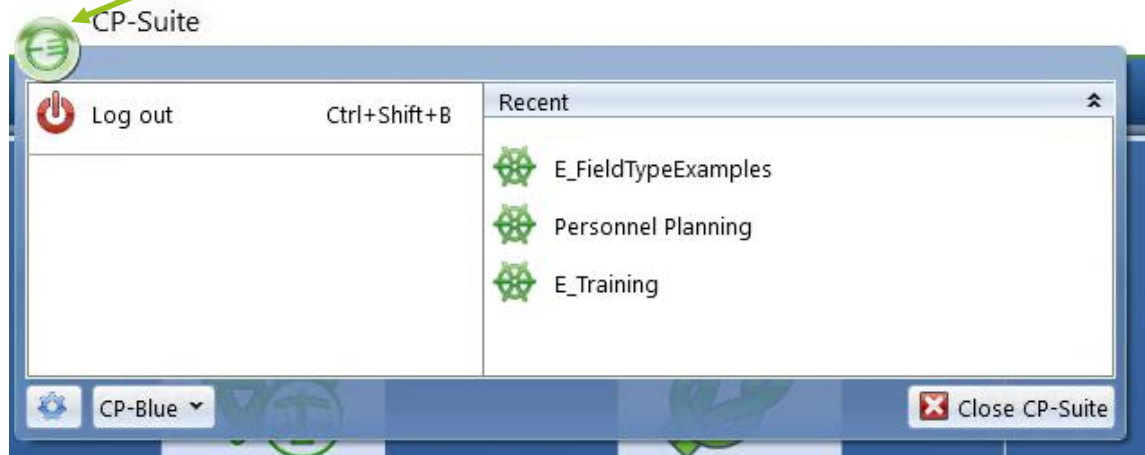 CP-Suite
Log out Ctrl+Shift+B
Recent
E_FieldTypeExamples
Personnel Planning
E_Training
CP-Blue
Close CP-Suite